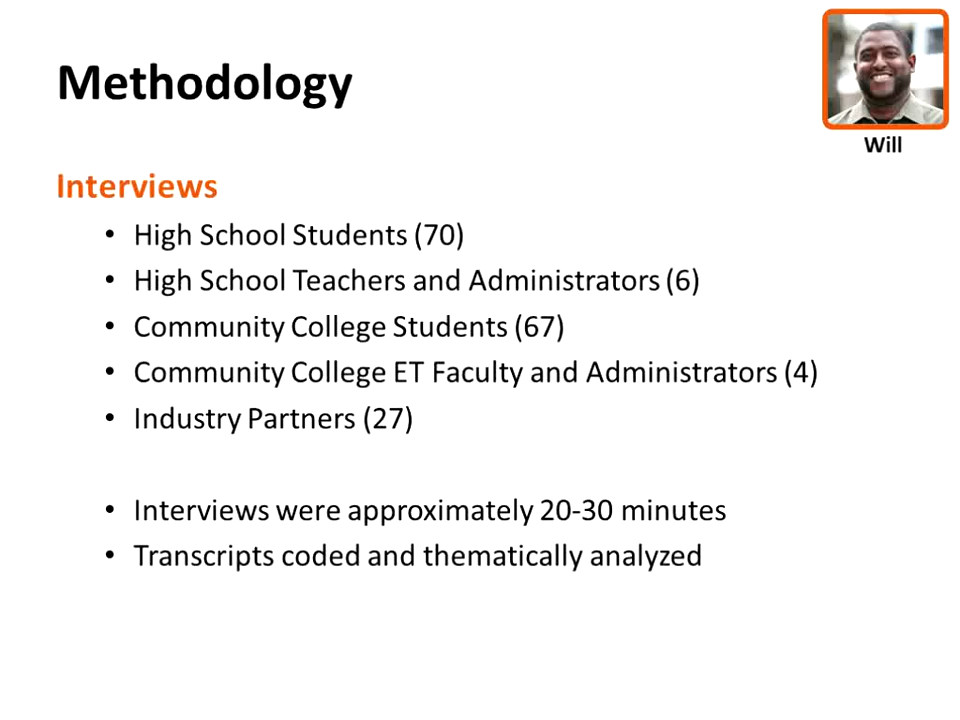 Methodology
Will
Interviews
• High School Students (70)
• High School Teachers and Administrators (6)
• Community College Students (67)
• Community College ET Faculty and Administrators (4)
• Industry Partners (27)
• Interviews were approximately 20-30 minutes
• Transcripts coded and thematically analyzed